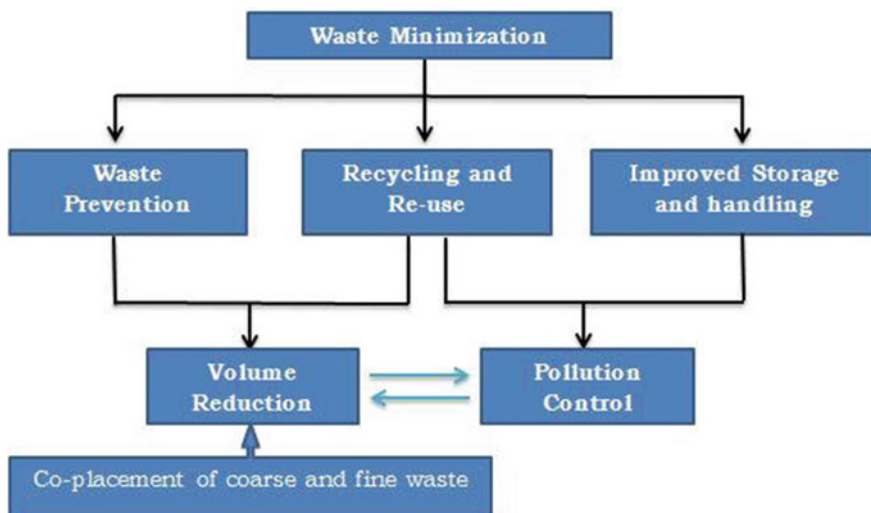 Waste Minimization
Waste
Prevention
Recycling and
Re-use
Improved Storage
and handling
Volume
Reduction
Pollution
Control
Co-placement of coarse and fine waste